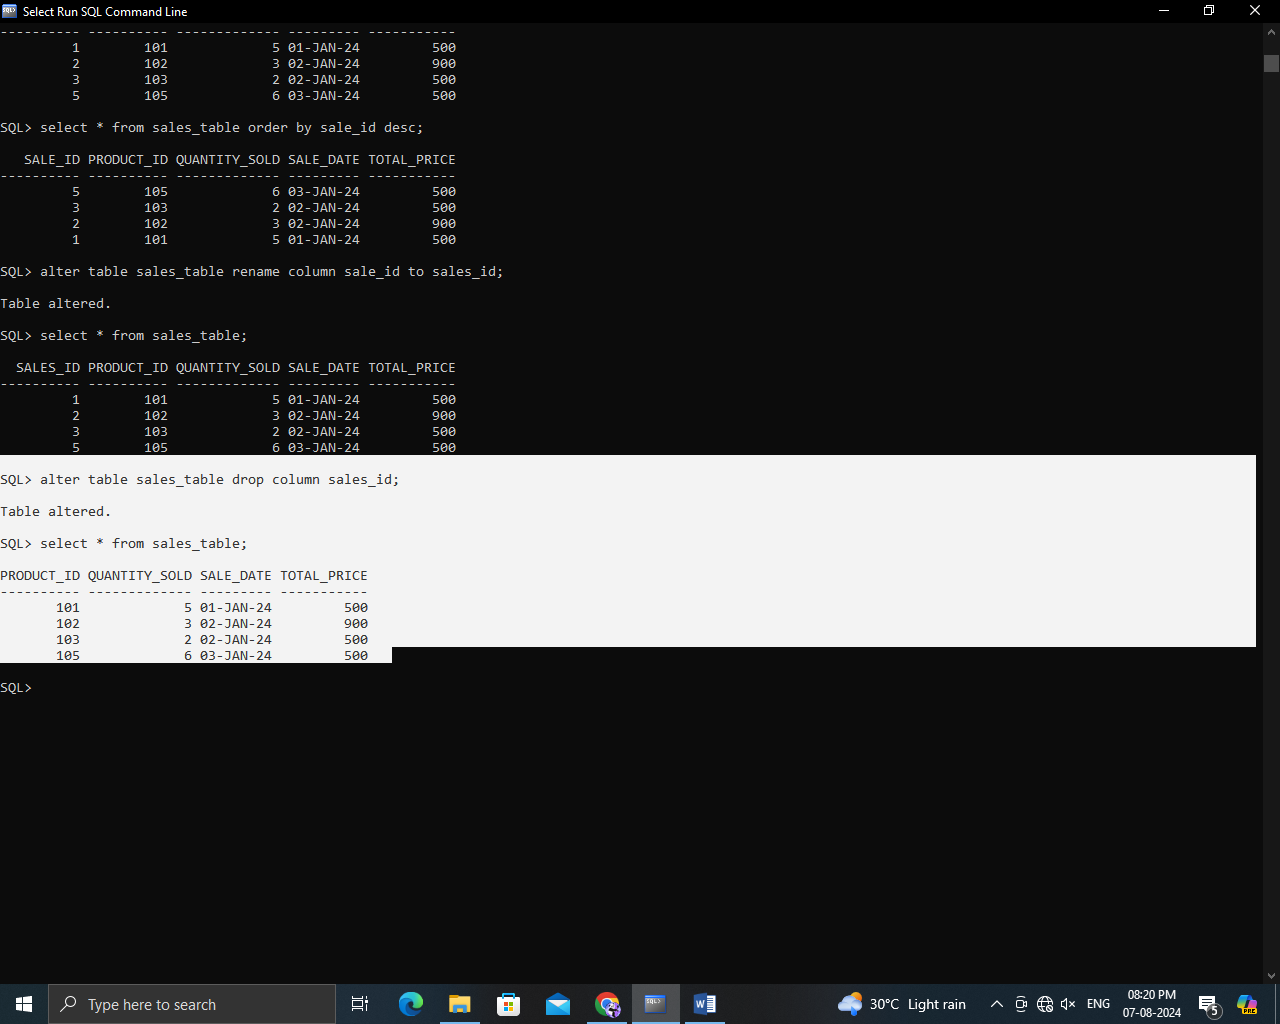 Select Run SQL Command Line
---------- ---------- ------------- --------- -----------
         1        101             5 01-JAN-24         500
         2        102             3 02-JAN-24         900
         3        103             2 02-JAN-24         500
         5        105             6 03-JAN-24         500
SQL> select * from sales_table order by sale_id desc;
   SALE_ID PRODUCT_ID QUANTITY_SOLD SALE_DATE TOTAL_PRICE
---------- ---------- ------------- --------- -----------
         5        105             6 03-JAN-24         500
         3        103             2 02-JAN-24         500
         2        102             3 02-JAN-24         900
         1        101             5 01-JAN-24         500
SQL> alter table sales_table rename column sale_id to sales_id;
Table altered.
SQL> select * from sales_table;
  SALES_ID PRODUCT_ID QUANTITY_SOLD SALE_DATE TOTAL_PRICE
---------- ---------- ------------- --------- -----------
         1        101             5 01-JAN-24         500
         2        102             3 02-JAN-24         900
         3        103             2 02-JAN-24         500
         5        105             6 03-JAN-24         500
SQL> alter table sales_table drop column sales_id;
Table altered.
SQL> select * from sales_table;
PRODUCT_ID QUANTITY_SOLD SALE_DATE TOTAL_PRICE
---------- ------------- --------- -----------
       101             5 01-JAN-24         500
       102             3 02-JAN-24         900
       103             2 02-JAN-24         500
       105             6 03-JAN-24         500
SQL>
Type here to search
30°C Light rain
ENG
08:20 PM
07-08-2024
5